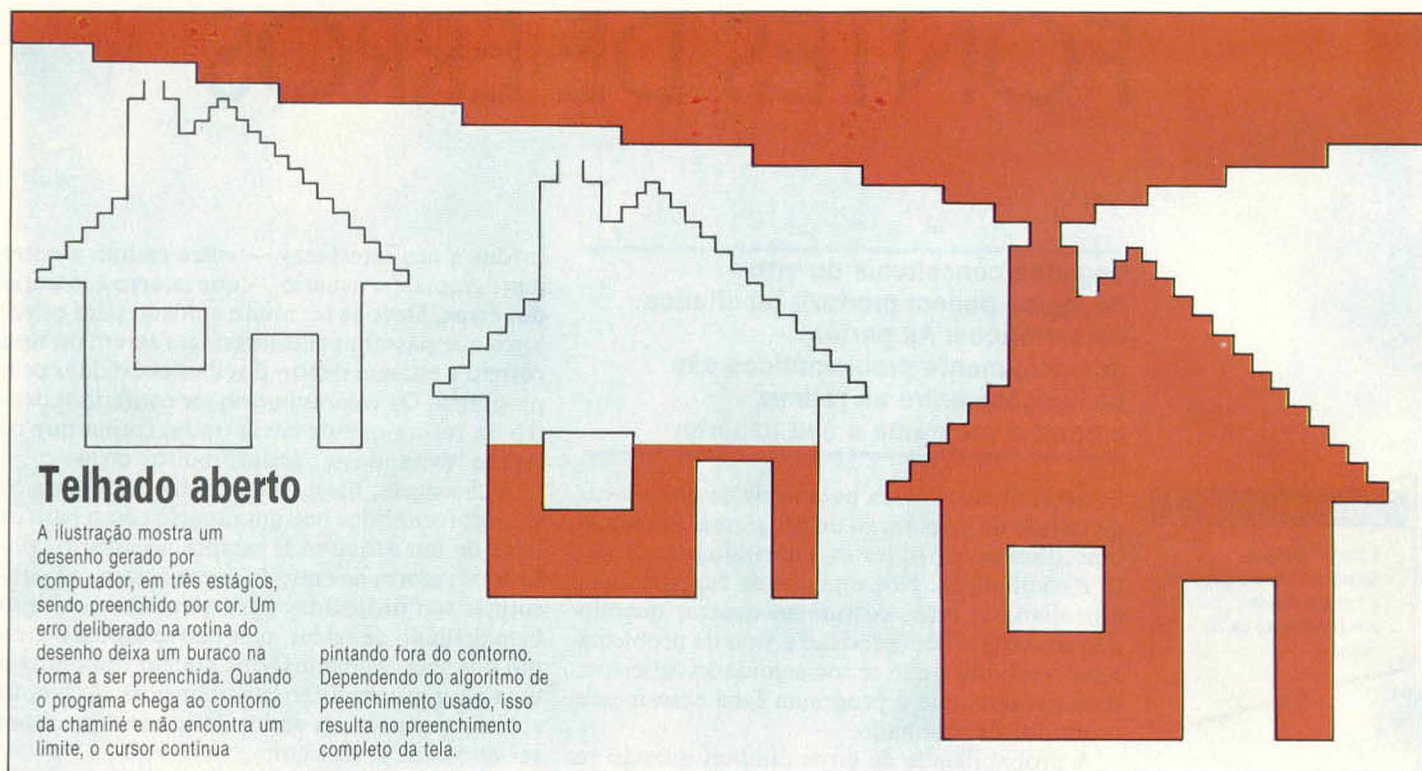 Telhado aberto
A ilustração mostra um
desenho gerado por
computador, em três estágios,
sendo preenchido por cor. Um
erro deliberado na rotina do
desenho deixa um buraco na
forma a ser preenchida. Quando
o programa chega ao contorno
da chaminé e não encontra um
limite, o cursor continua
pintando fora do contorno.
Dependendo do algoritmo de
preenchimento usado, isso
resulta no preenchimento
completo da tela.